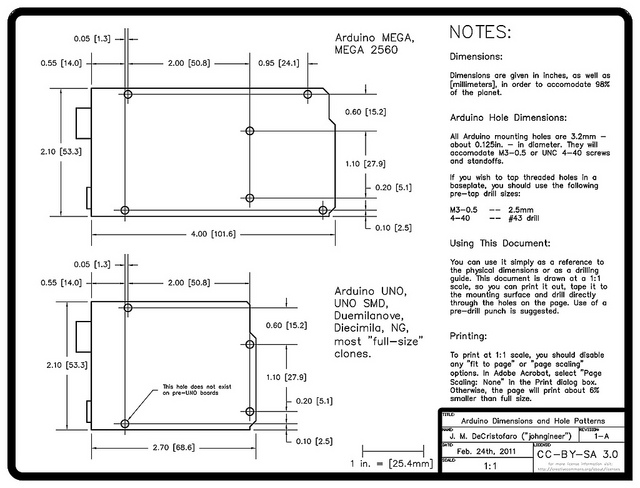 0.05 [1.3]
0.55 [14.0]
2.00 [50.8]
0.95 [24.1]
Arduino MEGA,
MEGA 2560
0.60 [15.2]
2.10 [53.3]
1.10 [27.9]
0.20 [5.1]
0.10 [2.5]
4.00 [101.6]
0.05 [1.3]
0.55 [14.0]
2.00 [50.8]
Arduino UNO,
UNO SMD,
Duemilanove,
Diecimila, NG,
most "full-size"
clones.
0.60 [15.2]
2.10 [53.3]
1.10 [27.9]
This hole does not exist
on pre-UNO boards
0.20 [5.1]
0.10 [2.5]
2.70 [68.6]
1 in. = [25.4mm]
NOTES:
Dimensions:
Dimensions are given in inches, as well as
[millimeters], in order to accomodate 98%
of the planet.
Arduino Hole Dimensions:
All Arduino mounting holes are 3.2mm -
about 0.125in. - in diameter. They will
accomodate M3-0.5 or UNC 4-40 screws
and standoffs.
If you wish to tap threaded holes in a
baseplate, you should use the following
pre-tap drill sizes:
M3-0.5 -- 2.5mm
4-40 -- #43 drill
Using This Document:
You can use it simply as a reference to
the physical dimensions or as a drilling
guide. This document is drawn at a 1:1
scale, so you can print it out, tape it to
the mounting surface and drill directly
through the holes on the page. Use of a
pre-drill punch is suggested.
Printing:
To print at 1:1 scale, you should disable
any "fit to page" or "page scaling"
options. In Adobe Acrobat, select "Page
Scaling: None" in the Print dialog box.
Otherwise, the page will print about 6%
smaller than full size.
TITLE:
Arduino Dimensions and Hole Patterns
NAME:
J. M. DeCristofaro ("johngineer")
REVISION:
1-A
DATE:
Feb. 24th, 2011
LICENSE:
CC-BY-SA 3.0
SCALE:
1:1